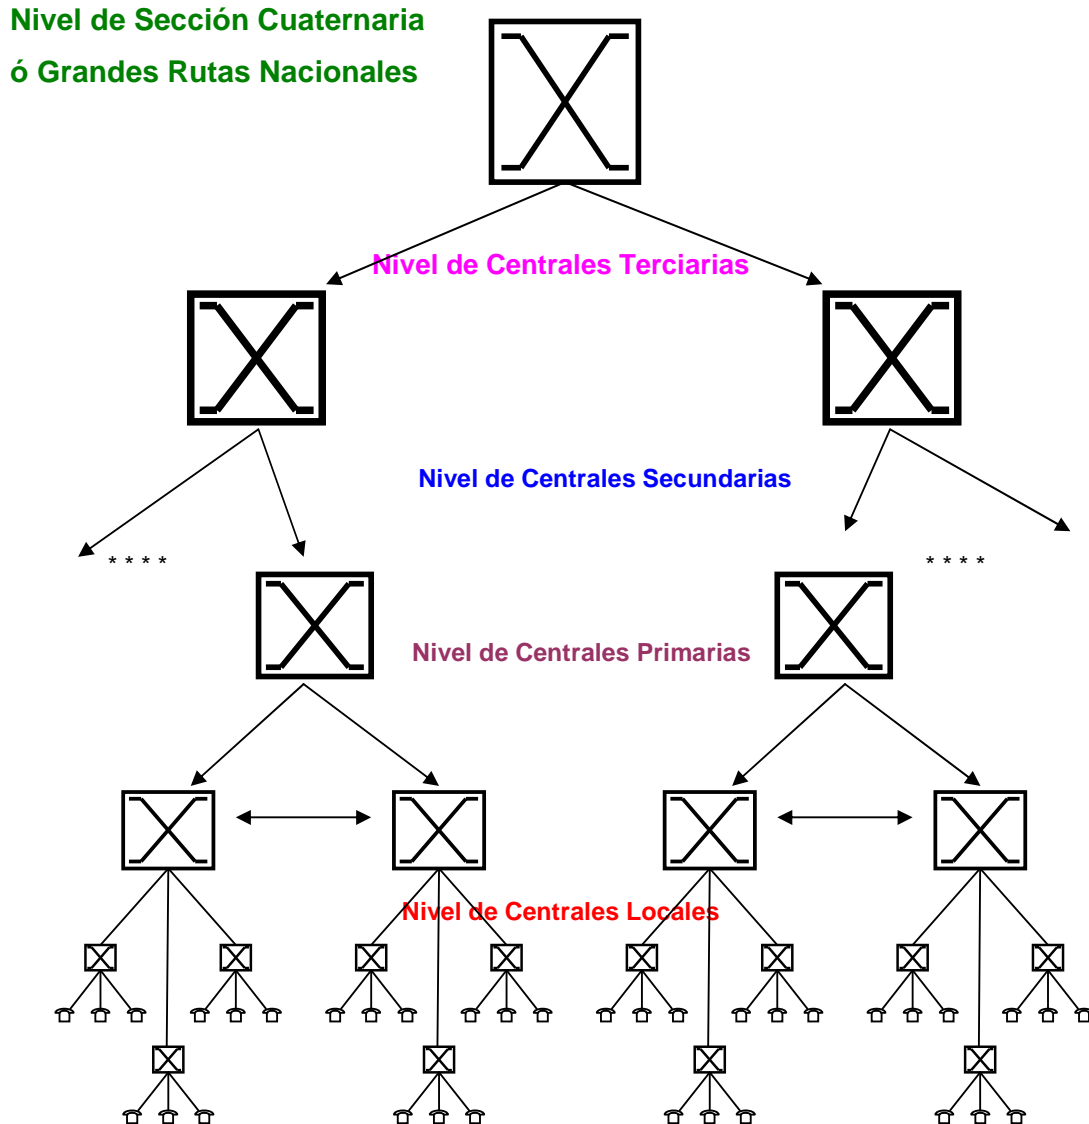 Nivel de Sección Cuaternaria
ó Grandes Rutas Nacionales
Nivel de Centrales Terciarias
Nivel de Centrales Secundarias
* * * *
* * * *
Nivel de Centrales Primarias
Nivel de Centrales Locales